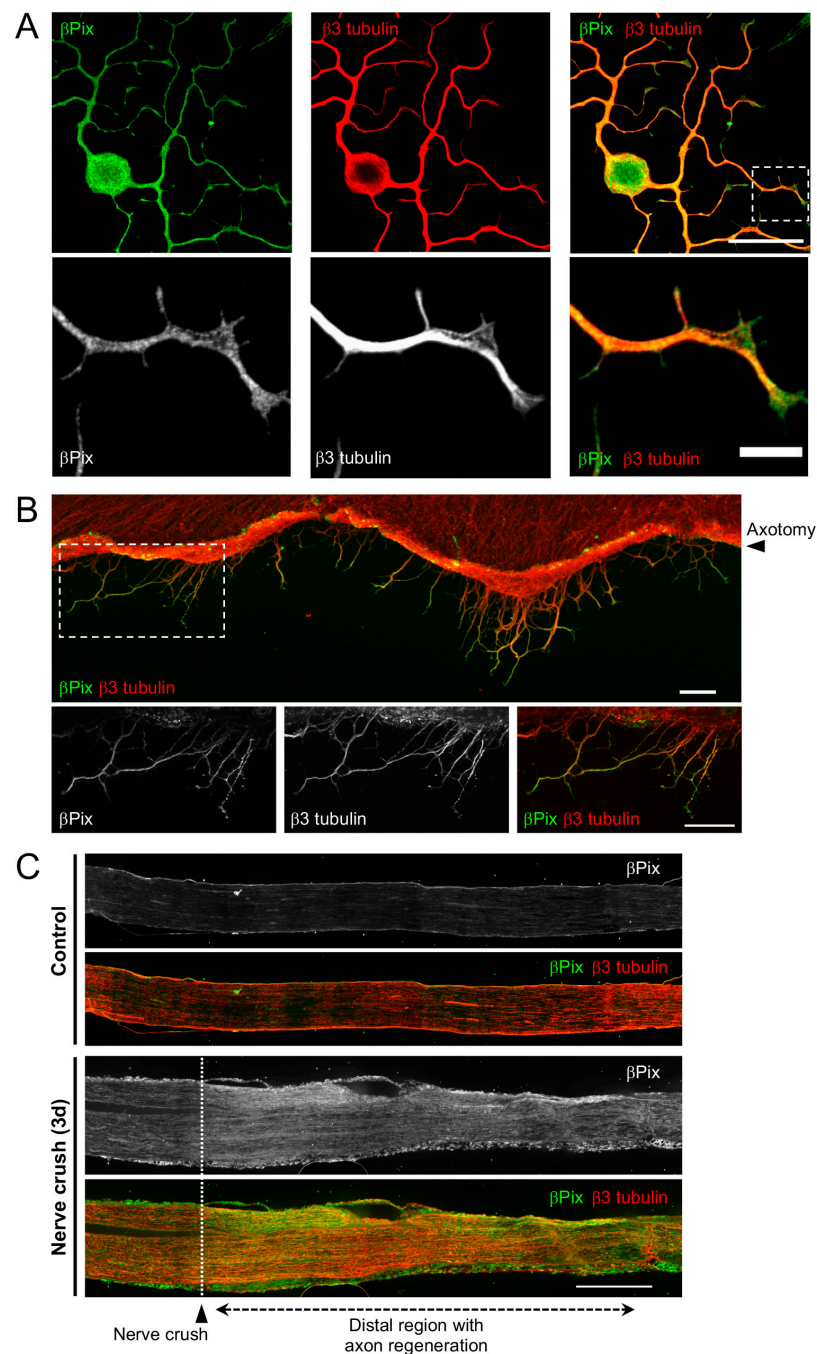 A
βPix
β3 tubulin
βPix β3 tubulin
βPix
β3 tubulin
βPix β3 tubulin
B
Axotomy
βPix β3 tubulin
βPix
β3 tubulin
βPix β3 tubulin
C
Control
βPix
βPix β3 tubulin
Nerve crush (3d)
βPix
βPix β3 tubulin
Nerve crush
Distal region with
axon regeneration